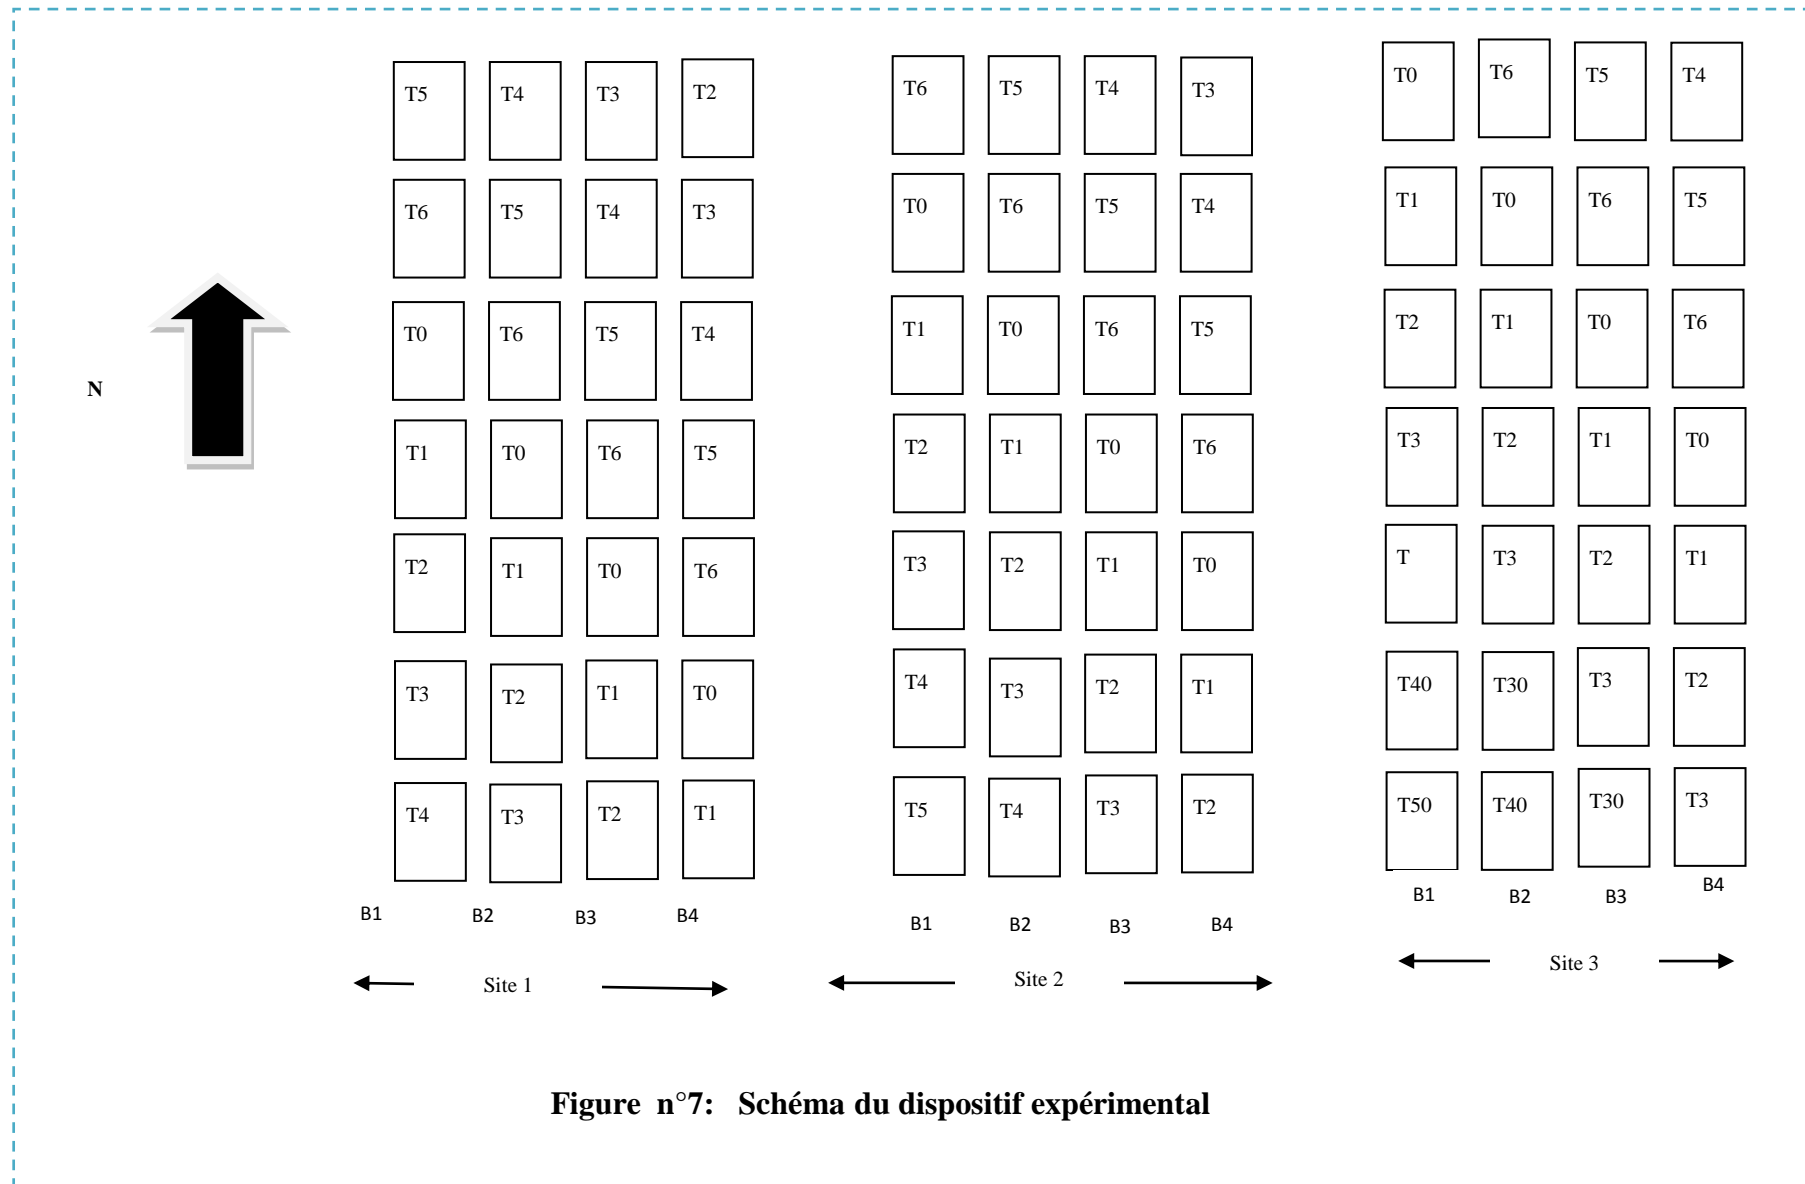 T5 T4 T3 T2
T6 T5 T4 T3
T0 T6 T5 T4
T1 T0 T6 T5
T2 T1 T0 T6
T3 T2 T1 T0
T4 T3 T2 T1
B1 B2 B3 B4
Site 1
T6 T5 T4 T3
T0 T6 T5 T4
T1 T0 T6 T5
T2 T1 T0 T6
T3 T2 T1 T0
T4 T3 T2 T1
T5 T4 T3 T2
B1 B2 B3 B4
Site 2
T0 T6 T5 T4
T1 T0 T6 T5
T2 T1 T0 T6
T3 T2 T1 T0
T T3 T2 T1
T40 T30 T3 T2
T50 T40 T30 T3
B1 B2 B3 B4
Site 3
N
Figure n°7: Schéma du dispositif expérimental